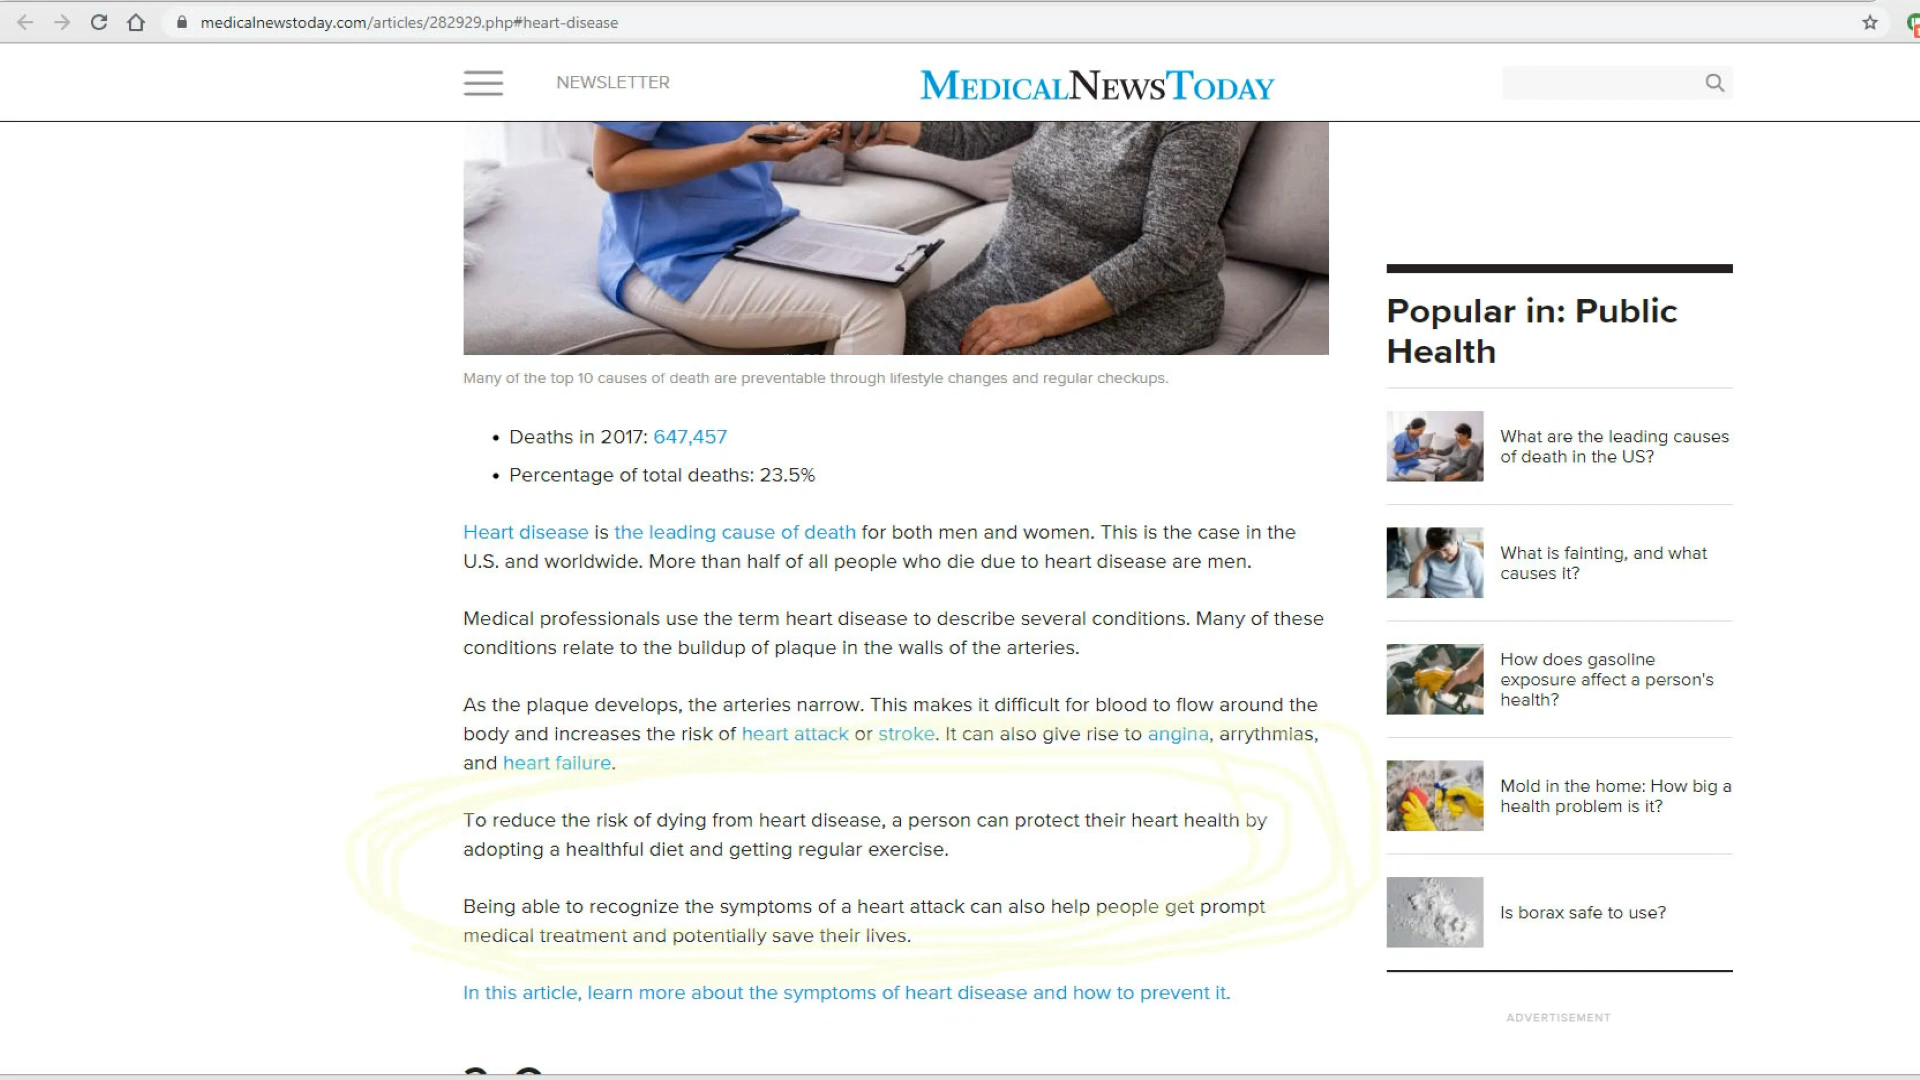 medicalnewstoday.com/articles/282929.php#heart-disease
NEWSLETTER
MEDICALNEWSTODAY
Many of the top 10 causes of death are preventable through lifestyle changes and regular checkups.
• Deaths in 2017: 647,457
• Percentage of total deaths: 23.5%
Heart disease is the leading cause of death for both men and women. This is the case in the
U.S. and worldwide. More than half of all people who die due to heart disease are men.
Medical professionals use the term heart disease to describe several conditions. Many of these
conditions relate to the buildup of plaque in the walls of the arteries.
As the plaque develops, the arteries narrow. This makes it difficult for blood to flow around the
body and increases the risk of heart attack or stroke. It can also give rise to angina, arrythmias,
and heart failure.
To reduce the risk of dying from heart disease, a person can protect their heart health by
adopting a healthful diet and getting regular exercise.
Being able to recognize the symptoms of a heart attack can also help people get prompt
medical treatment and potentially save their lives.
In this article, learn more about the symptoms of heart disease and how to prevent it.
Popular in: Public
Health
What are the leading causes
of death in the US?
What is fainting, and what
causes it?
How does gasoline
exposure affect a person's
health?
Mold in the home: How big a
health problem is it?
Is borax safe to use?
ADVERTISEMENT